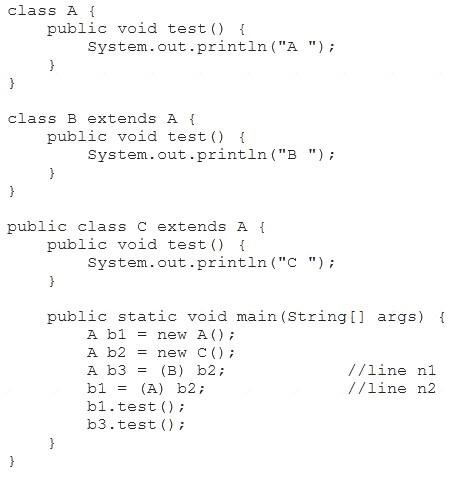 class A {
    public void test() {
        System.out.println("A ");
    }
}

class B extends A {
    public void test() {
        System.out.println("B ");
    }
}

public class C extends A {
    public void test() {
        System.out.println("C ");
    }

    public static void main(String[] args) {
        A b1 = new A();
        A b2 = new C();
        A b3 = (B) b2;            //line n1
        b1 = (A) b2;              //line n2
        b1.test();
        b3.test();
    }
}